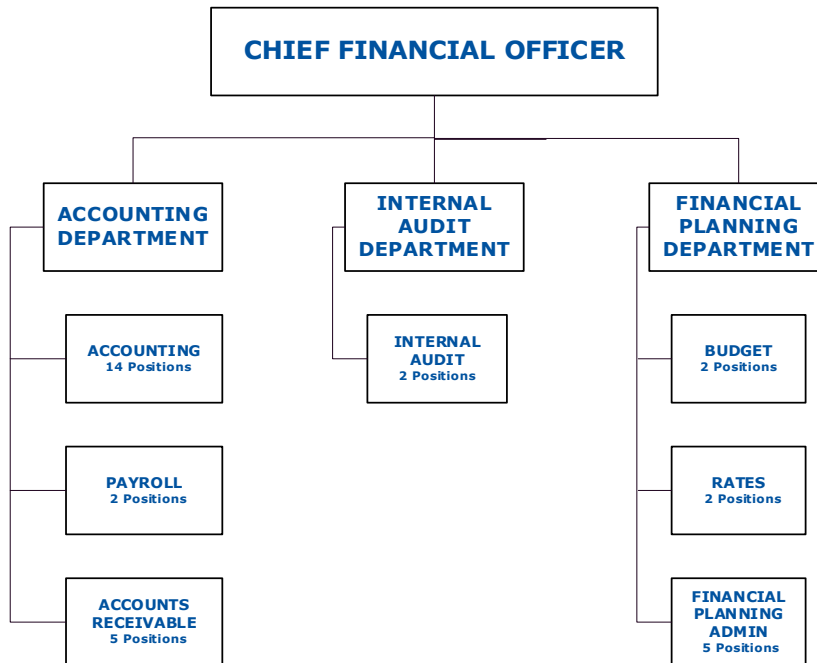 CHIEF FINANCIAL OFFICER
ACCOUNTING
DEPARTMENT
INTERNAL
AUDIT
DEPARTMENT
FINANCIAL
PLANNING
DEPARTMENT
ACCOUNTING
14 Positions
INTERNAL
AUDIT
2 Positions
BUDGET
2 Positions
PAYROLL
2 Positions
RATES
2 Positions
ACCOUNTS
RECEIVABLE
5 Positions
FINANCIAL
PLANNING
ADMIN
5 Positions